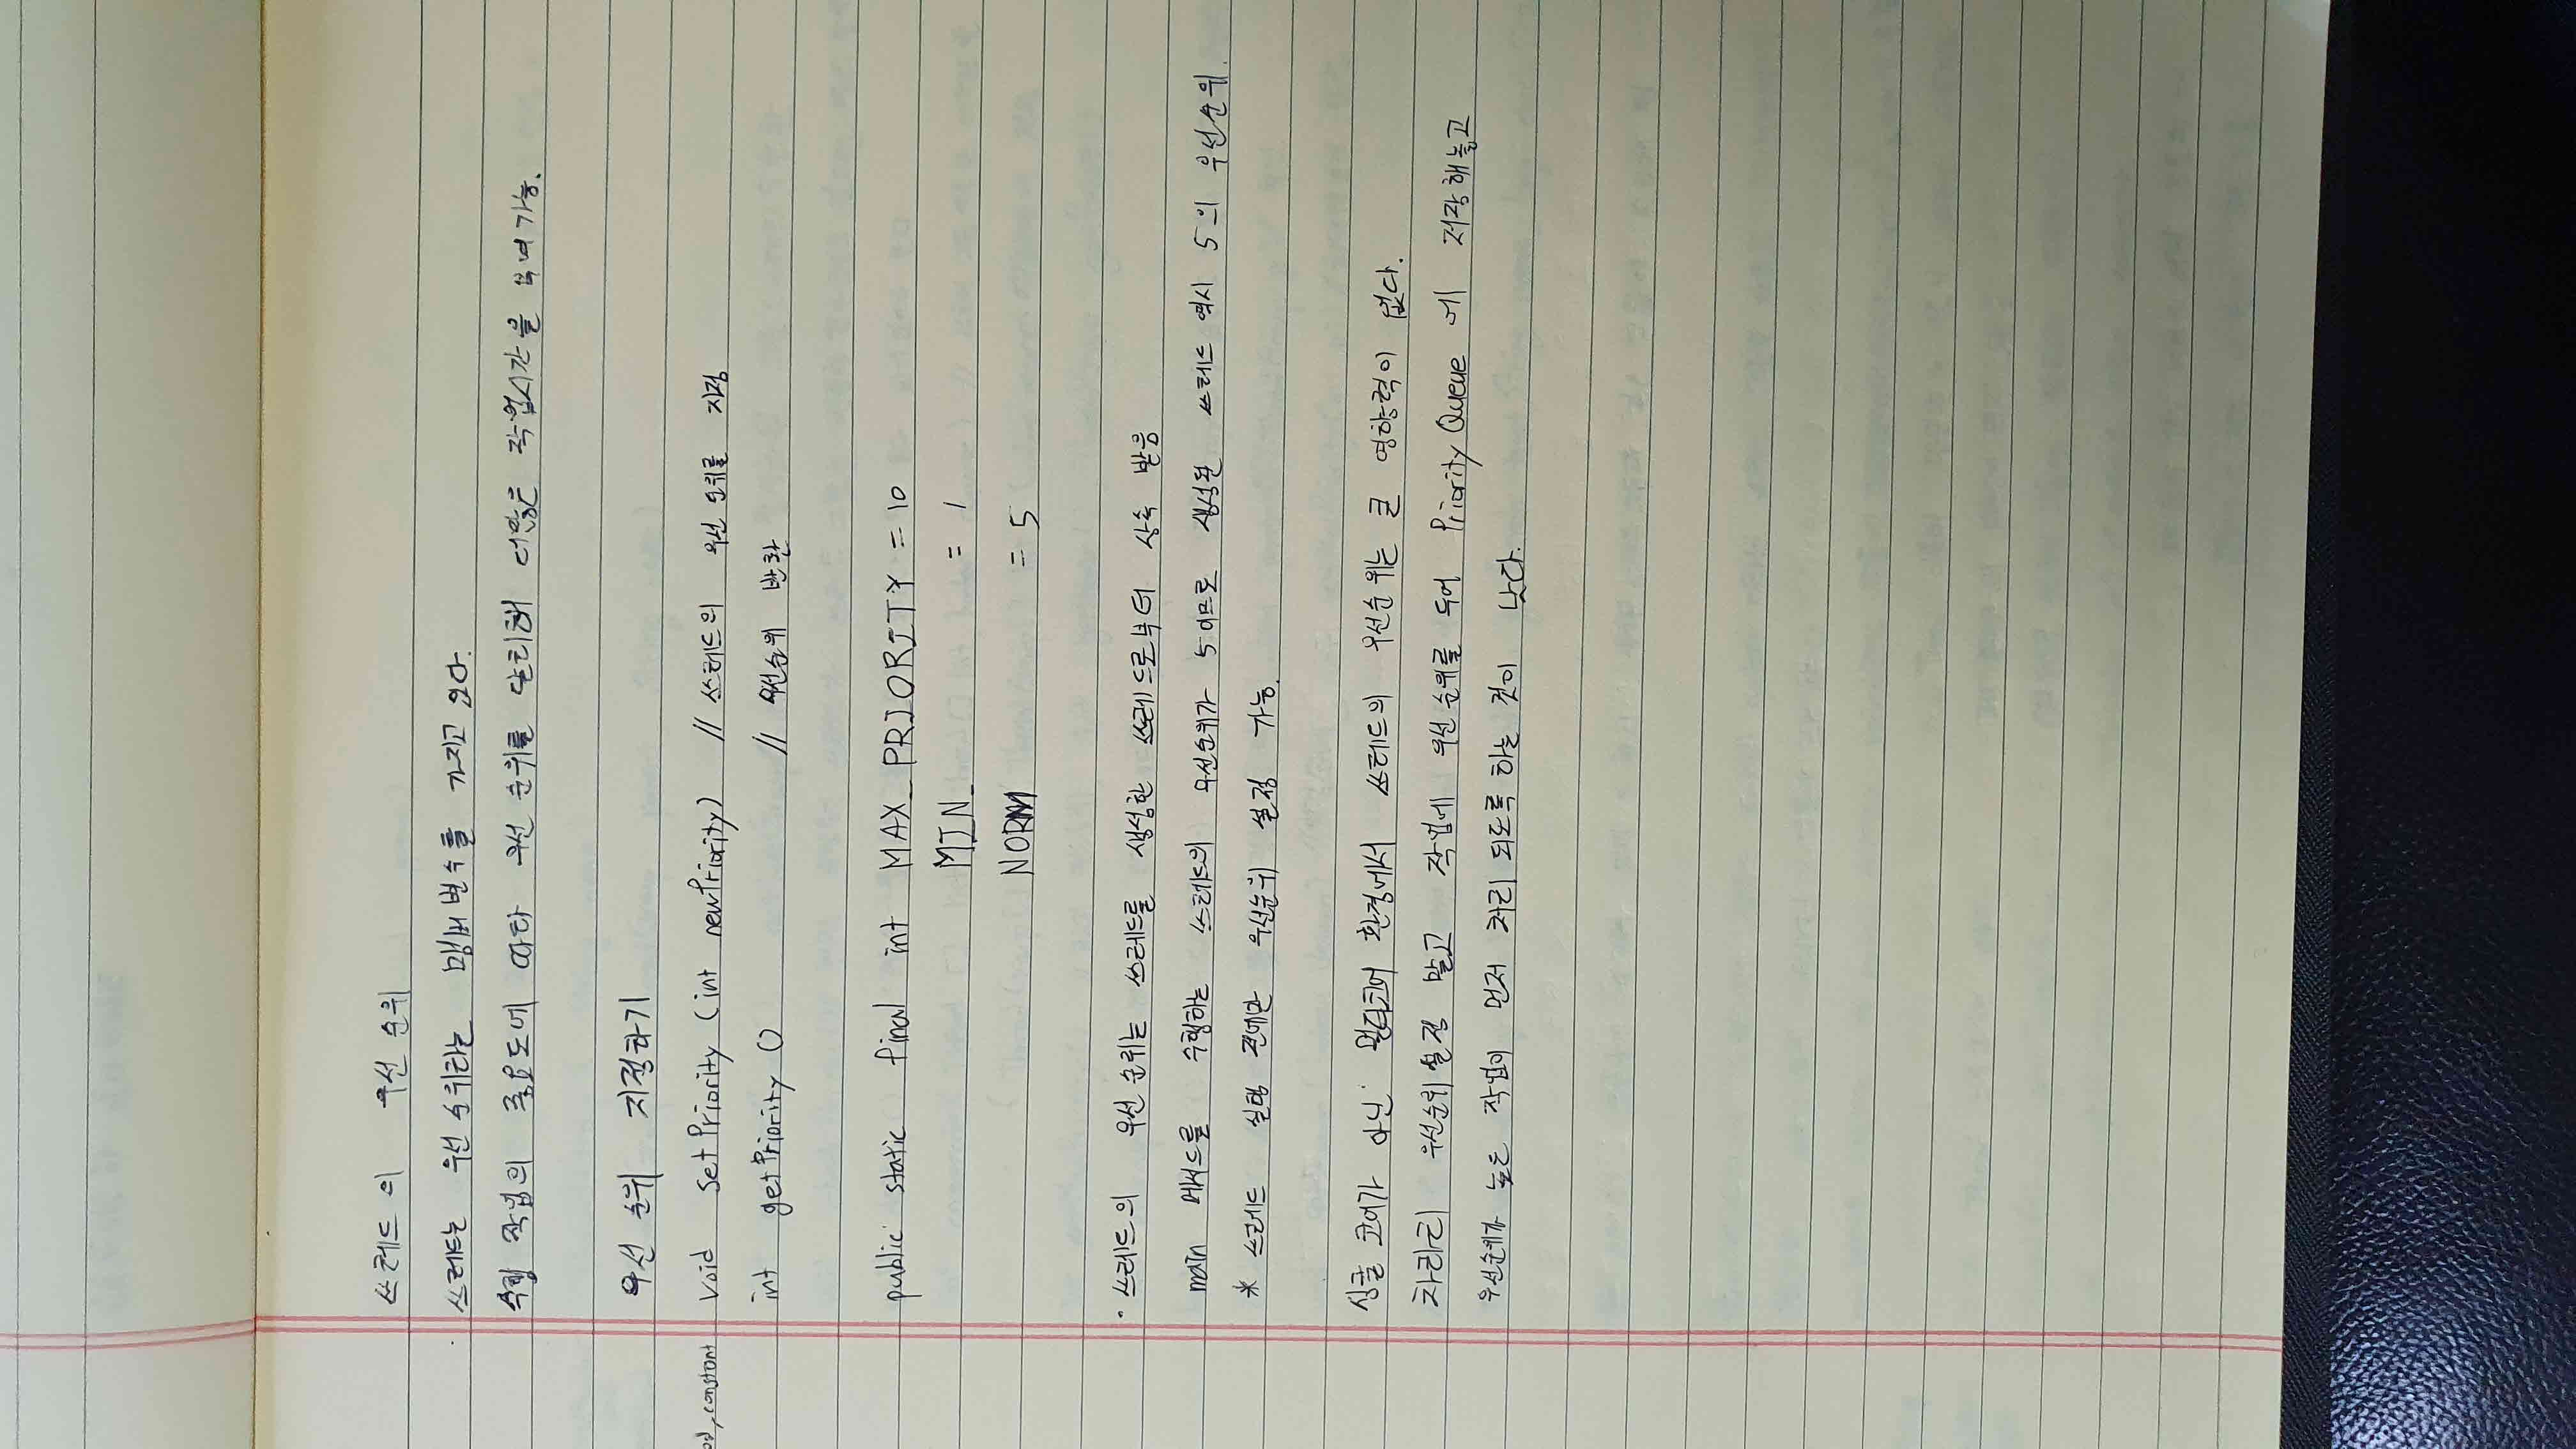 쓰레드의 우선 순위
쓰레드는 우선 순위라는 멤버변수를 가지고 있다.
수행 작업의 중요도에 따라 우선 순위를 달리해 더많은 작업시간을 부여가능.
우선 순위 지정하기
, constant void setPriority (int newPriority) // 쓰레드의 우선 순위를 지정
int getPriority () // 우선순위 반환
public static final int MAX_PRIORITY = 10
MIN_ = 1
NORM = 5
· 쓰레드의 우선 순위는 쓰레드를 생성한 쓰레드로부터 상속 받음
main 메서드를 수행하는 쓰레드의 우선순위가 5이므로 생성된 쓰레드 역시 5의 우선순위.
* 쓰레드 실행 전에만 우선순위 설정 가능.
싱글 코어가 아닌 멀티코어 환경에서 쓰레드의 우선순위는 큰 영향력이 없다.
차라리 우선순위 설정 말고 작업에 우선 순위를 두어 Priority Queue 에 저장해놓고
우선순위가 높은 작업이 먼저 처리 되도록 하는 것이 낫다.